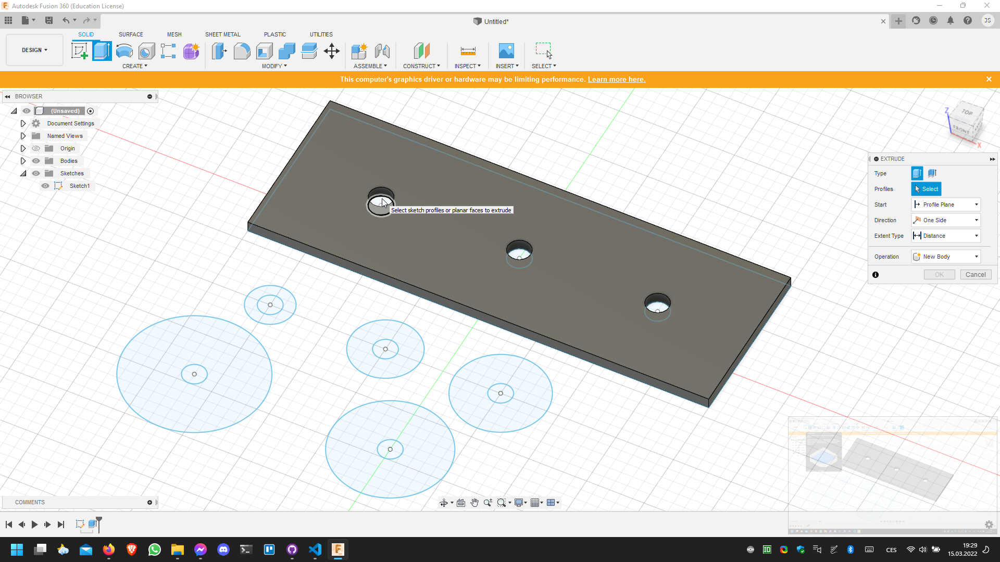 Autodesk Fusion 360 (Education License)
Untitled*
JS
SOLID
SURFACE
MESH
SHEET METAL
PLASTIC
UTILITIES
DESIGN
CREATE
MODIFY
ASSEMBLE
CONSTRUCT
INSPECT
INSERT
SELECT
This computer's graphics driver or hardware may be limiting performance. Learn more here.
BROWSER
(Unsaved)
Document Settings
Named Views
Origin
Bodies
Sketches
Sketch1
TOP
FRONT
Z
X
Select sketch profiles or planar faces to extrude
EXTRUDE
Type
Profiles
Select
Start
Profile Plane
Direction
One Side
Extent Type
Distance
Operation
New Body
OK
Cancel
COMMENTS
ID
CES
19:29
15.03.2022